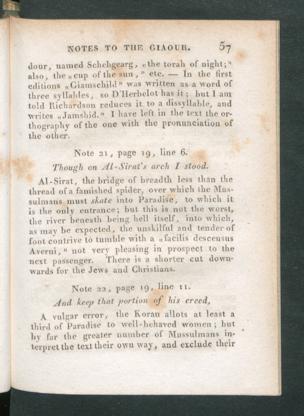 NOTES TO THE GIAOUR. 57
dour, named Schebgerag, „the torch of night;“
also, the „cup of the sun,“ etc. — In the first
editions „Giamschid“ was written as a word of
three syllables, so D'Herbelot has it; but I am
told Richardson reduces it to a dissyllable, and
writes „Jamshid.“ I have left in the text the or-
thography of the one with the pronunciation of
the other.
Note 21, page 19, line 6.
Though on Al-Sirat's arch I stood.
Al-Sirat, the bridge of breadth less than the
thread of a famished spider, over which the Mus-
sulmans must skate into Paradise, to which it
is the only entrance; but this is not the worst,
the river beneath being hell itself, into which,
as may be expected, the unskilful and tender of
foot contrive to tumble with a „facilis descensus
Averni,“ not very pleasing in prospect to the
next passenger. There is a shorter cut down-
wards for the Jews and Christians.
Note 22, page 19, line 11.
And keep that portion of his creed,
A vulgar error, the Koran allots at least a
third of Paradise to well-behaved women; but
by far the greater number of Mussulmans in-
terpret the text their own way, and exclude their